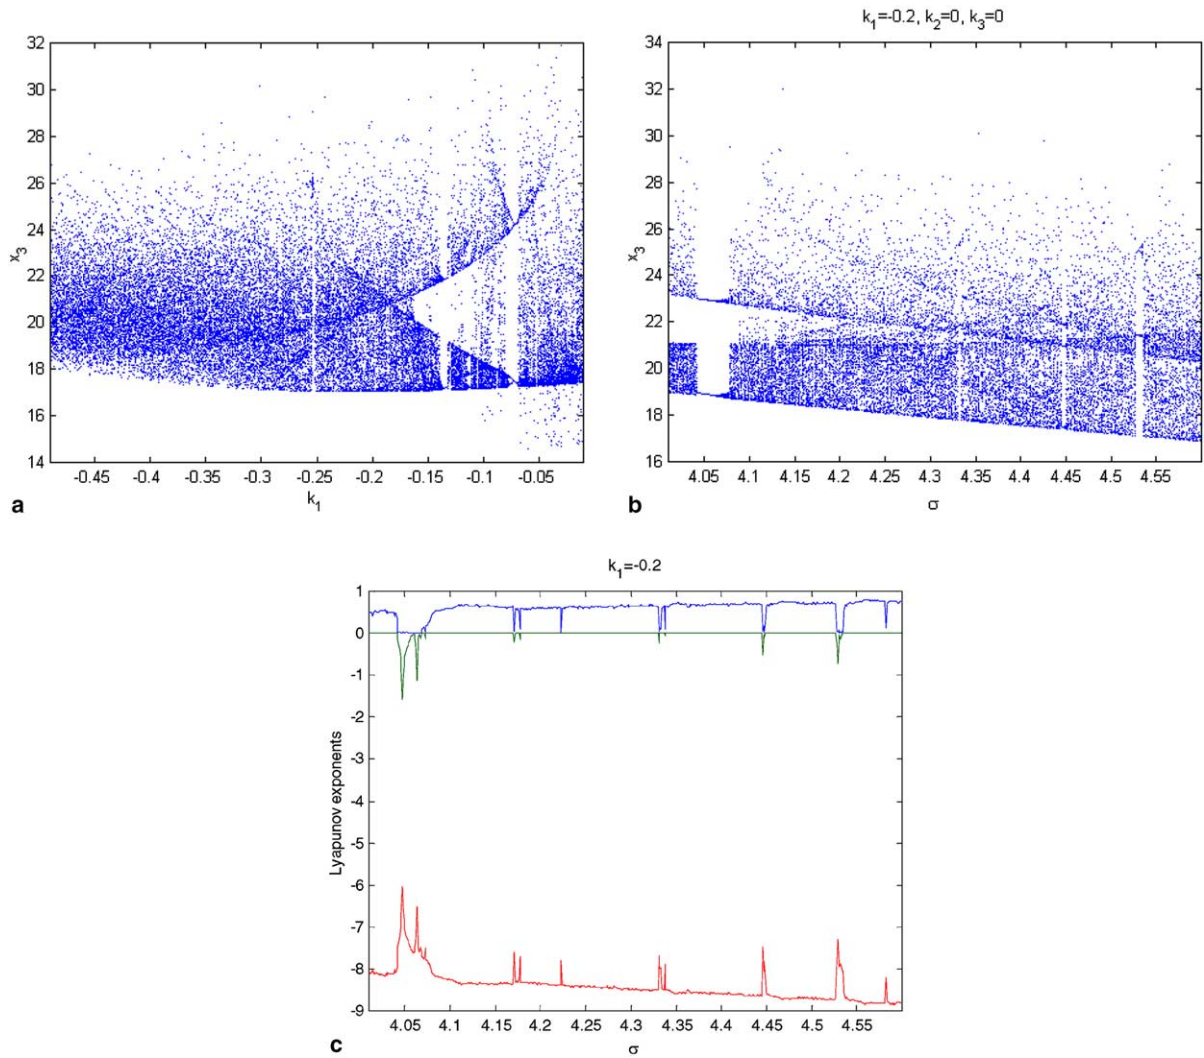 32
30
28
26
24
22
20
18
16
14
x3
-0.45 -0.4 -0.35 -0.3 -0.25 -0.2 -0.15 -0.1 -0.05
k1
a
k1=-0.2, k2=0, k3=0
34
32
30
28
26
24
22
20
18
16
x3
4.05 4.1 4.15 4.2 4.25 4.3 4.35 4.4 4.45 4.5 4.55
σ
b
k1=-0.2
1
0
-1
-2
-3
-4
-5
-6
-7
-8
-9
Lyapunov exponents
4.05 4.1 4.15 4.2 4.25 4.3 4.35 4.4 4.45 4.5 4.55
σ
c